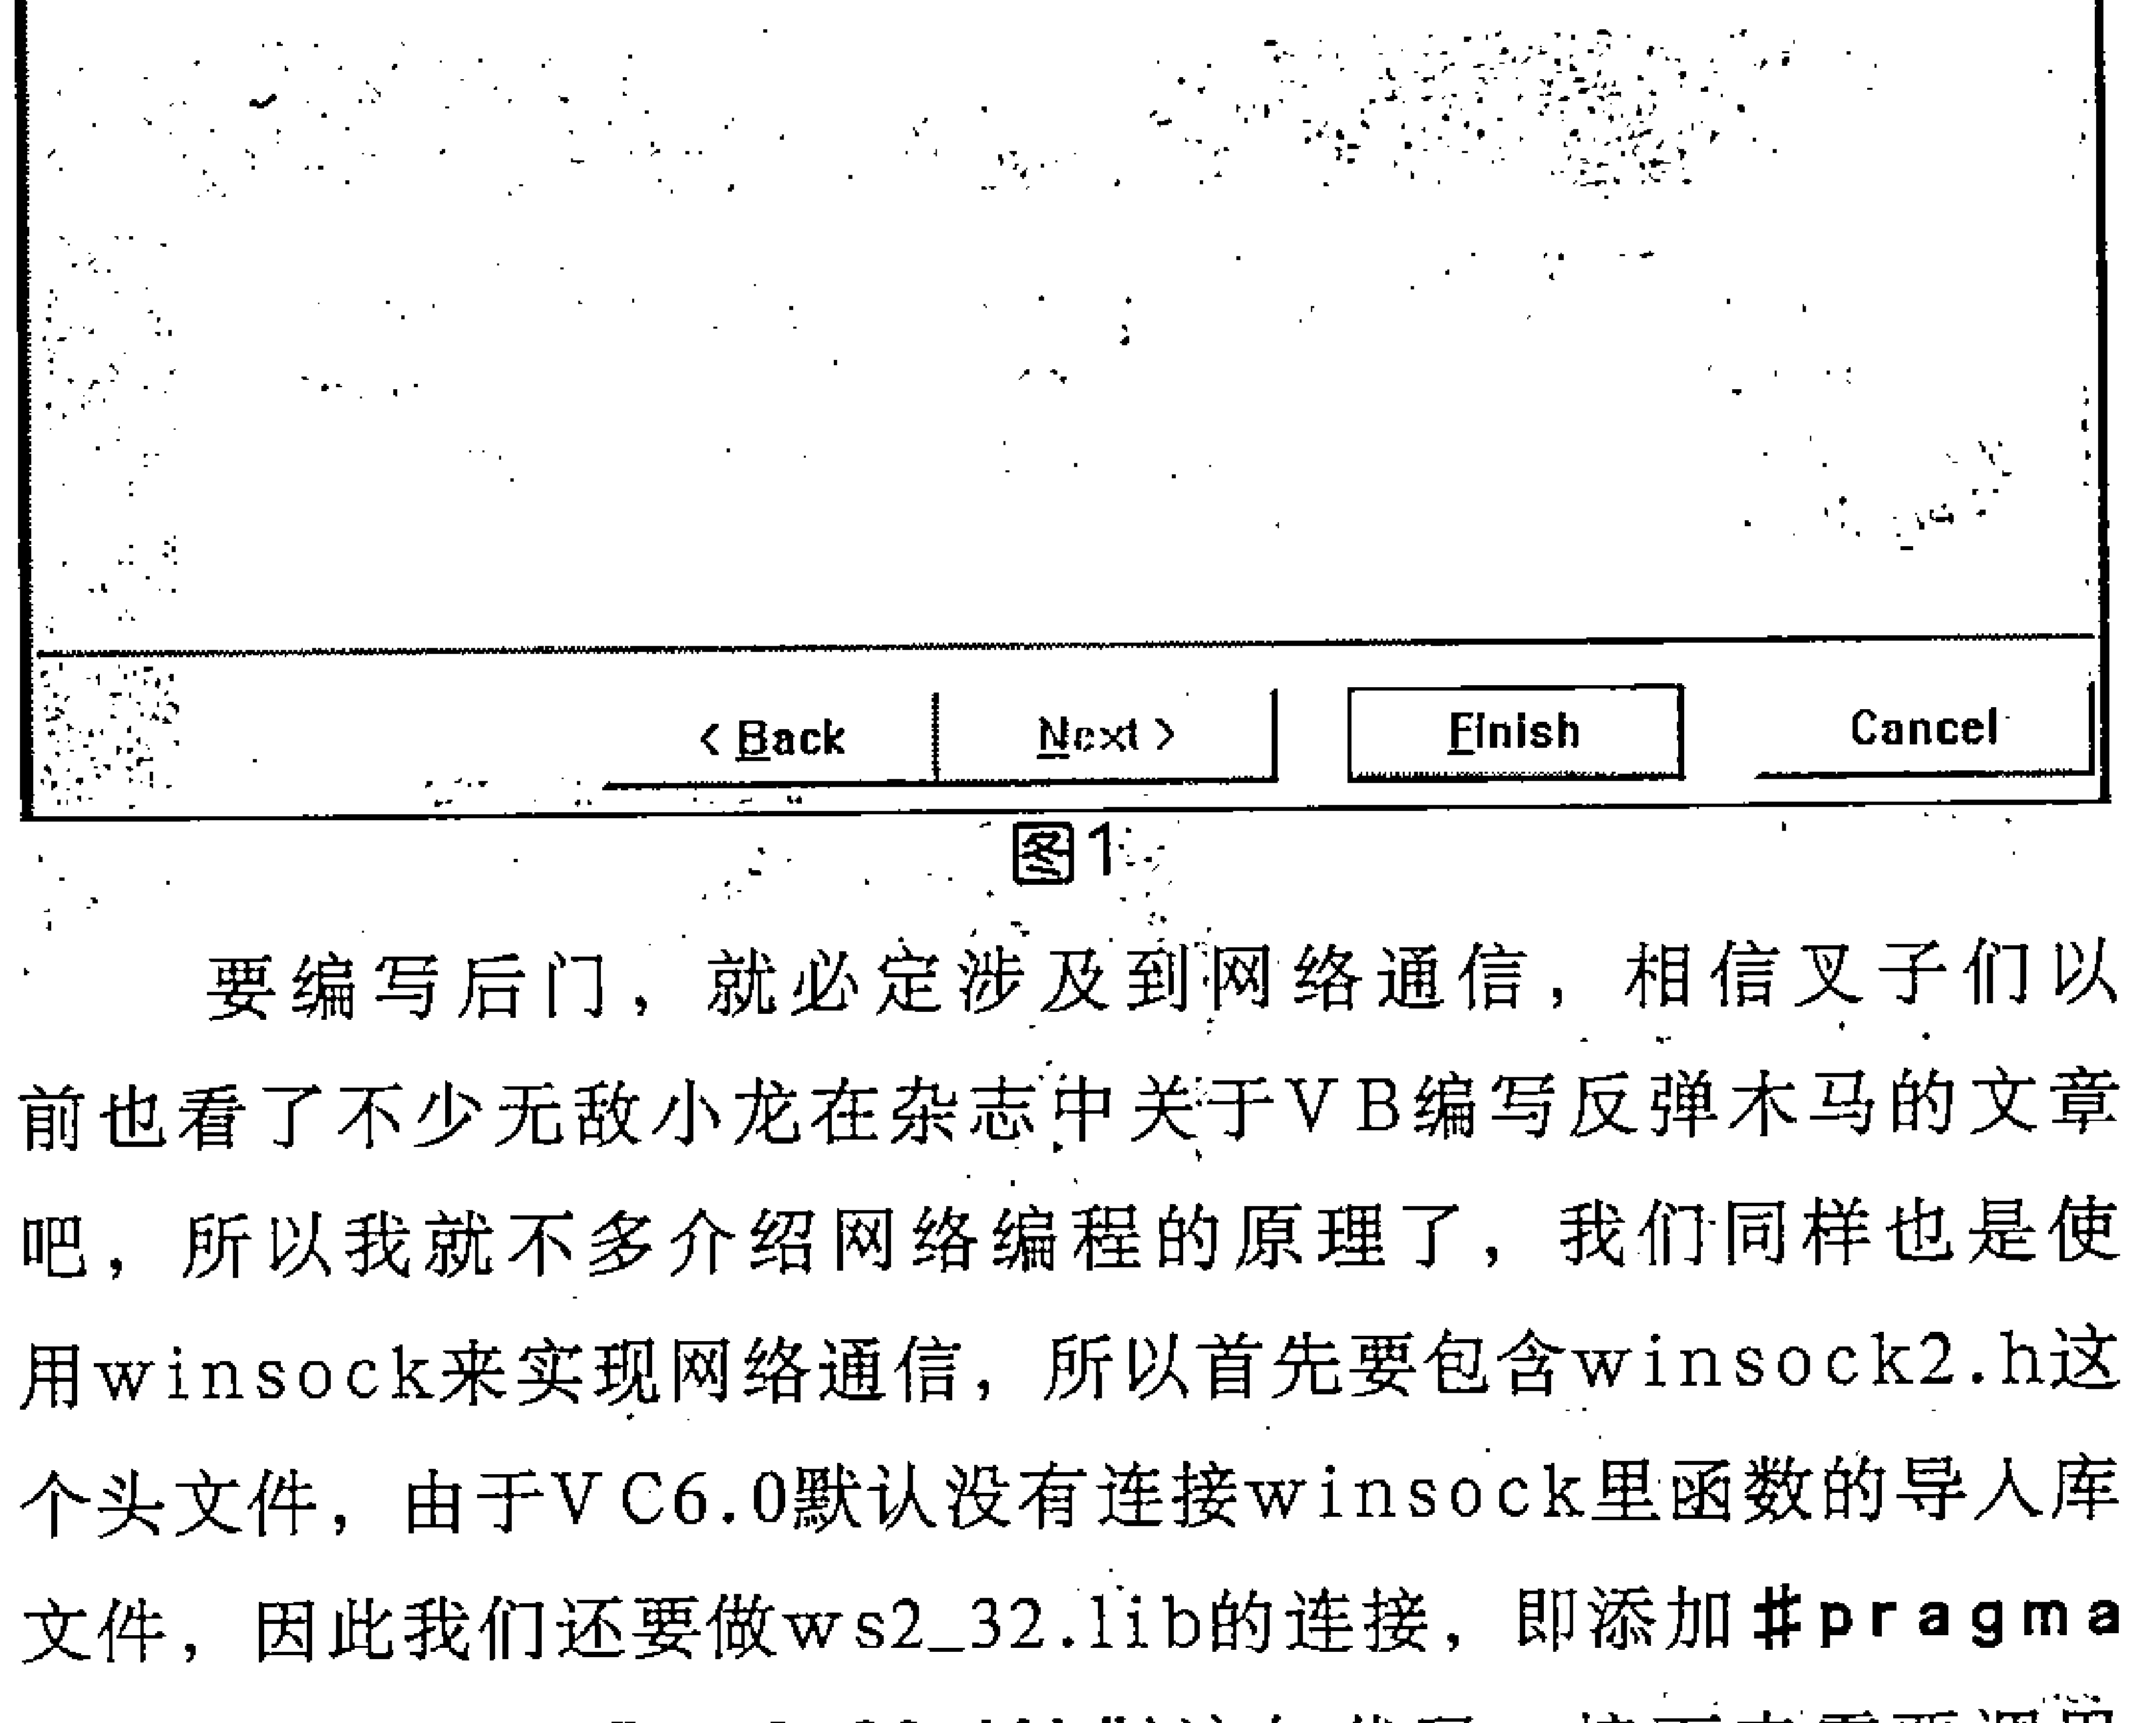 < Back Next > Finish Cancel
图1
要编写后门，就必定涉及到网络通信，相信叉子们以
前也看了不少无敌小龙在杂志中关于VB编写反弹木马的文章
吧，所以我就不多介绍网络编程的原理了，我们同样也是使
用winsock来实现网络通信，所以首先要包含winsock2.h这
个头文件，由于VC6.0默认没有连接winsock里函数的导入库
文件，因此我们还要做ws2_32.lib的连接，即添加#pragma